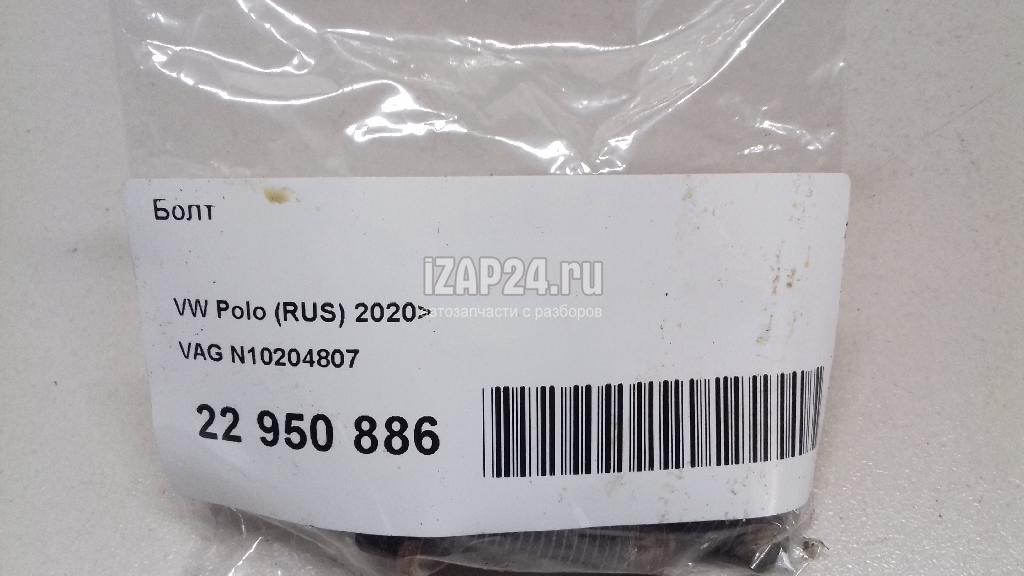 Болт
iZAP24.ru
автозапчасти с разборов
VW Polo (RUS) 2020>
VAG N10204807
22 950 886